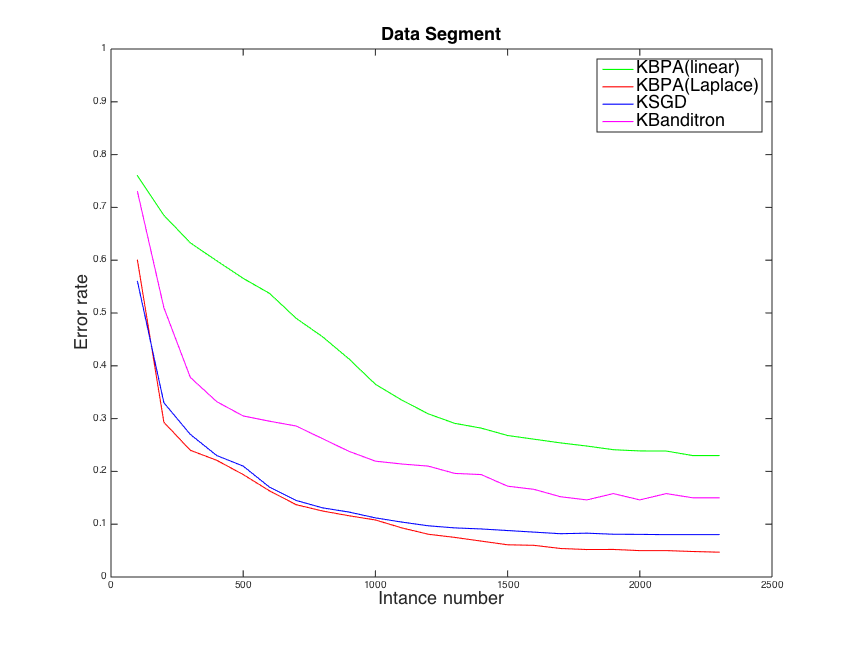 Data Segment
KBPA(linear)
KBPA(Laplace)
KSGD
KBanditron
1
0.9
0.8
0.7
0.6
0.5
0.4
0.3
0.2
0.1
0
Error rate
0 500 1000 1500 2000 2500
Intance number